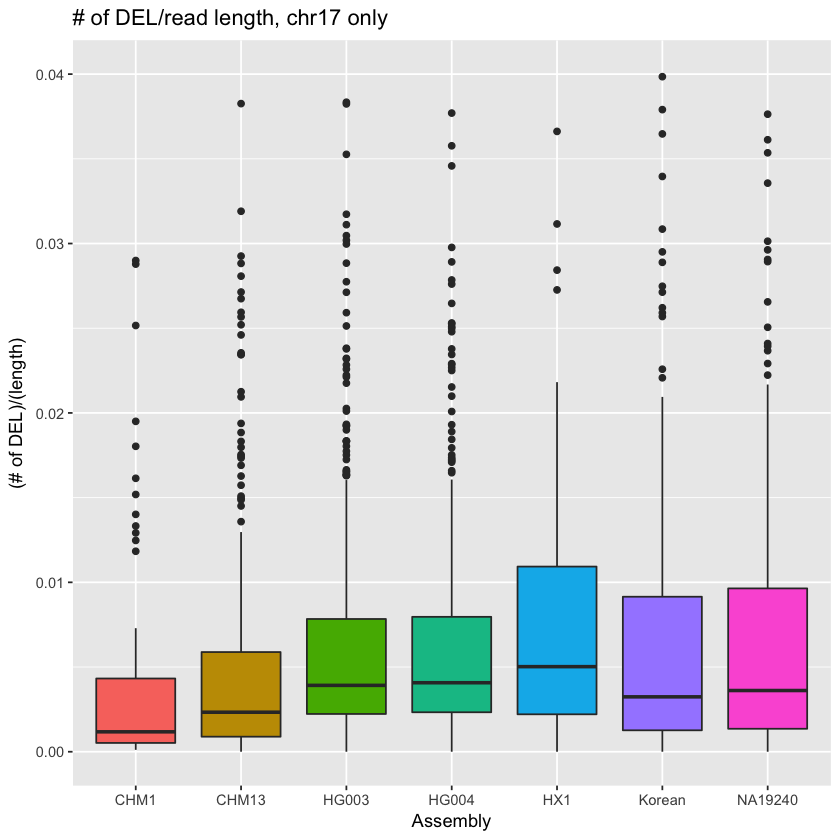 # of DEL/read length, chr17 only
(# of DEL)/(length)
0.04
0.03
0.02
0.01
0.00
CHM1 CHM13 HG003 HG004 HX1 Korean NA19240
Assembly